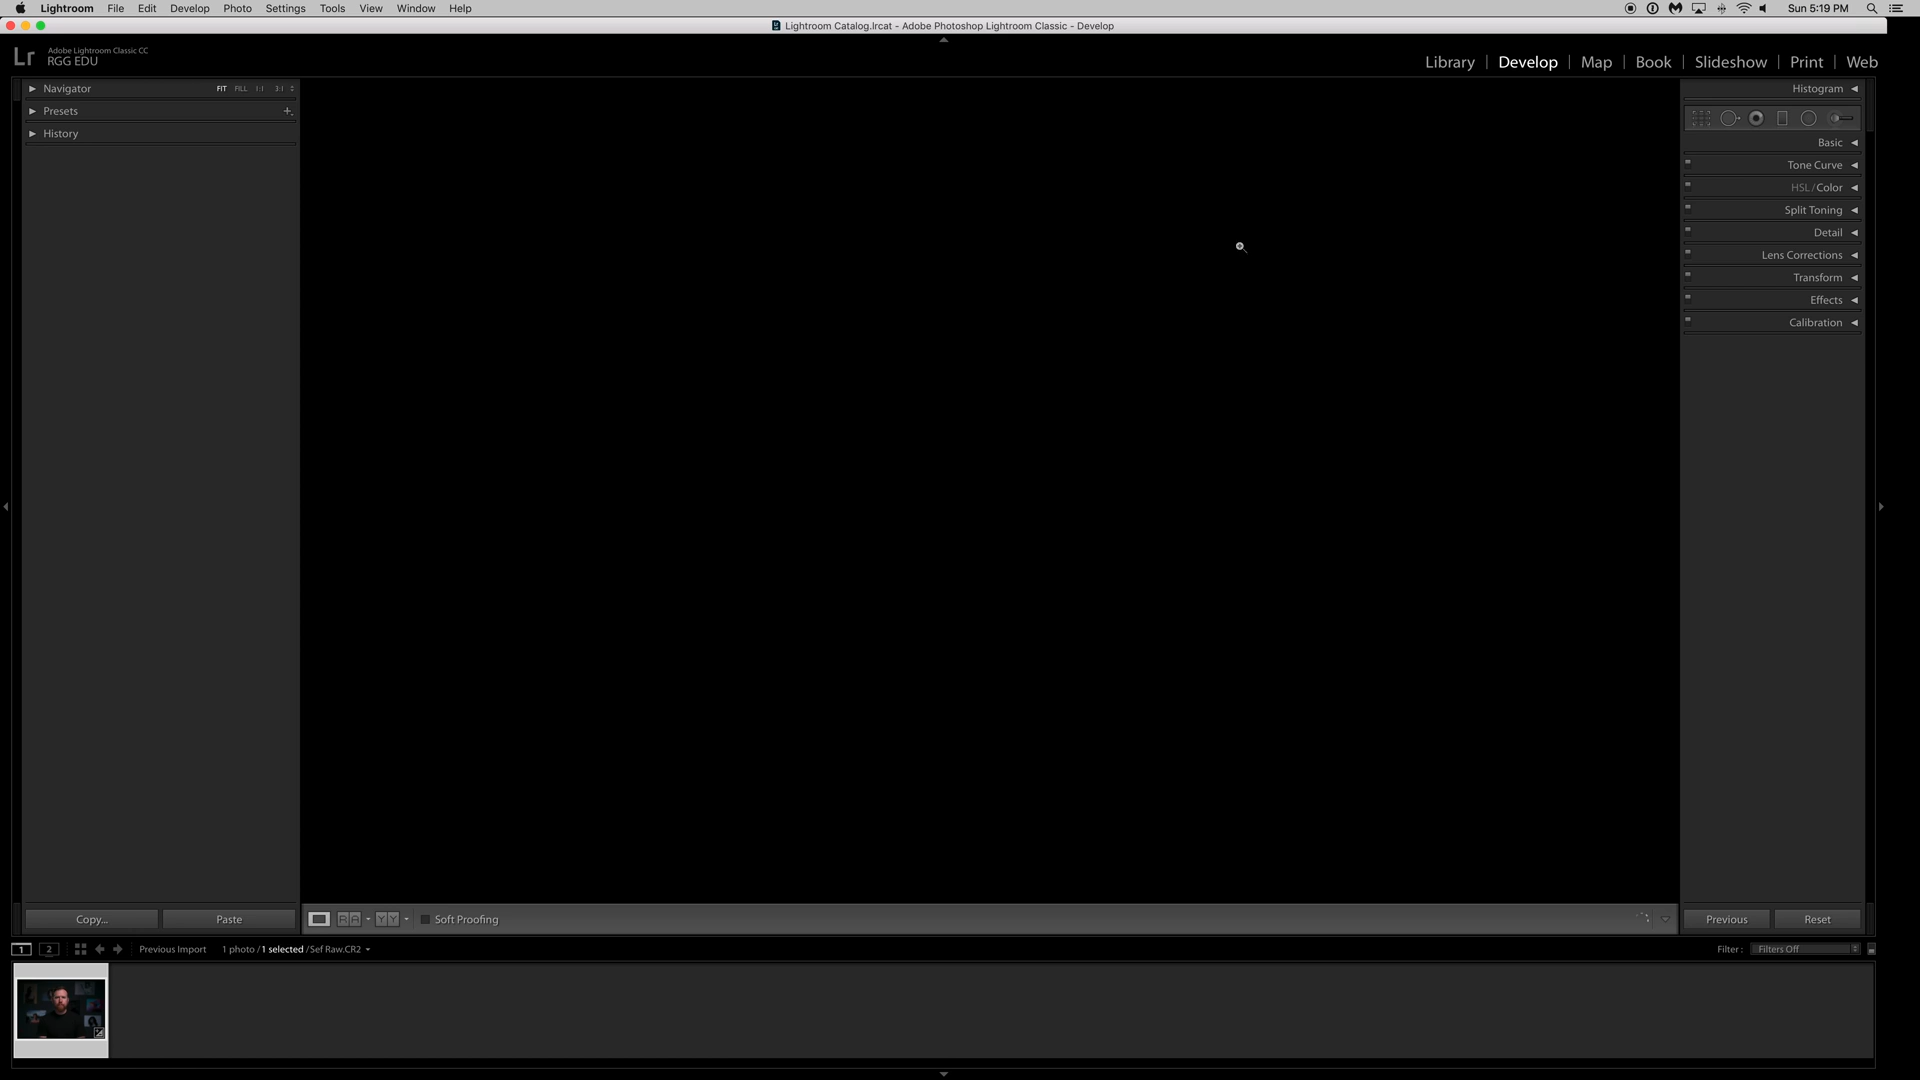 Lightroom File Edit Develop Photo Settings Tools View Window Help Sun 5:19 PM
Lightroom Catalog.lrcat - Adobe Photoshop Lightroom Classic - Develop
Lr Adobe Lightroom Classic CC
RGG EDU
Library | Develop | Map | Book | Slideshow | Print | Web
Navigator FIT FILL 1:1 3:1
Presets
History
Histogram
Basic
Tone Curve
HSL / Color
Split Toning
Detail
Lens Corrections
Transform
Effects
Calibration
Copy... Paste
R A Y Y Soft Proofing
Previous Reset
1 2 Previous Import 1 photo / 1 selected / Sef Raw.CR2
Filter : Filters Off